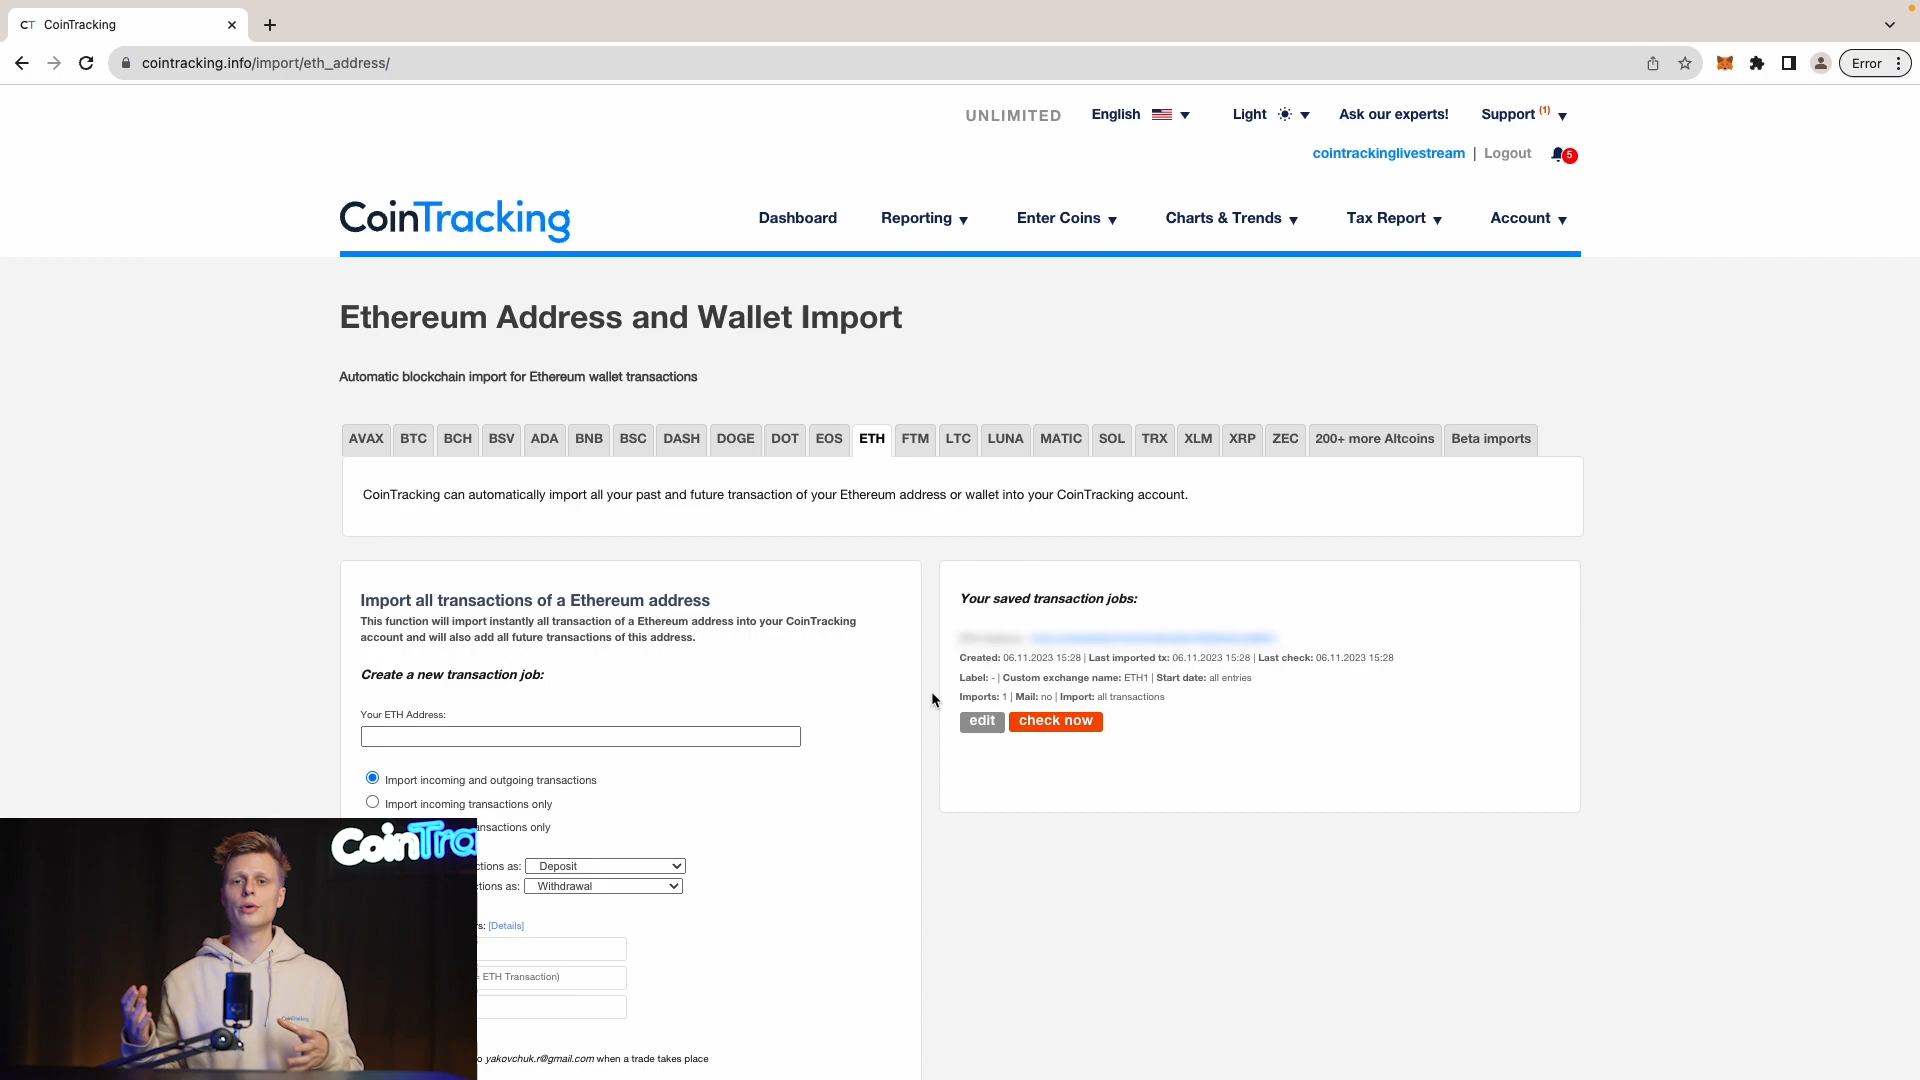 CT CoinTracking
cointracking.info/import/eth_address/
Error
UNLIMITED English Light Ask our experts! Support (1)
cointrackinglivestream | Logout 5
CoinTracking Dashboard Reporting Enter Coins Charts & Trends Tax Report Account
Ethereum Address and Wallet Import
Automatic blockchain import for Ethereum wallet transactions
AVAX BTC BCH BSV ADA BNB BSC DASH DOGE DOT EOS ETH FTM LTC LUNA MATIC SOL TRX XLM XRP ZEC 200+ more Altcoins Beta imports
CoinTracking can automatically import all your past and future transaction of your Ethereum address or wallet into your CoinTracking account.
Import all transactions of a Ethereum address
This function will import instantly all transaction of a Ethereum address into your CoinTracking
account and will also add all future transactions of this address.
Create a new transaction job:
Your ETH Address:
Import incoming and outgoing transactions
Import incoming transactions only
ansactions only
ctions as: Deposit
tions as: Withdrawal
rs: [Details]
= ETH Transaction)
o yakovchuk.r@gmail.com when a trade takes place
Your saved transaction jobs:
Created: 06.11.2023 15:28 | Last imported tx: 06.11.2023 15:28 | Last check: 06.11.2023 15:28
Label: - | Custom exchange name: ETH1 | Start date: all entries
Imports: 1 | Mail: no | Import: all transactions
edit check now
CoinTra
CoinTracking